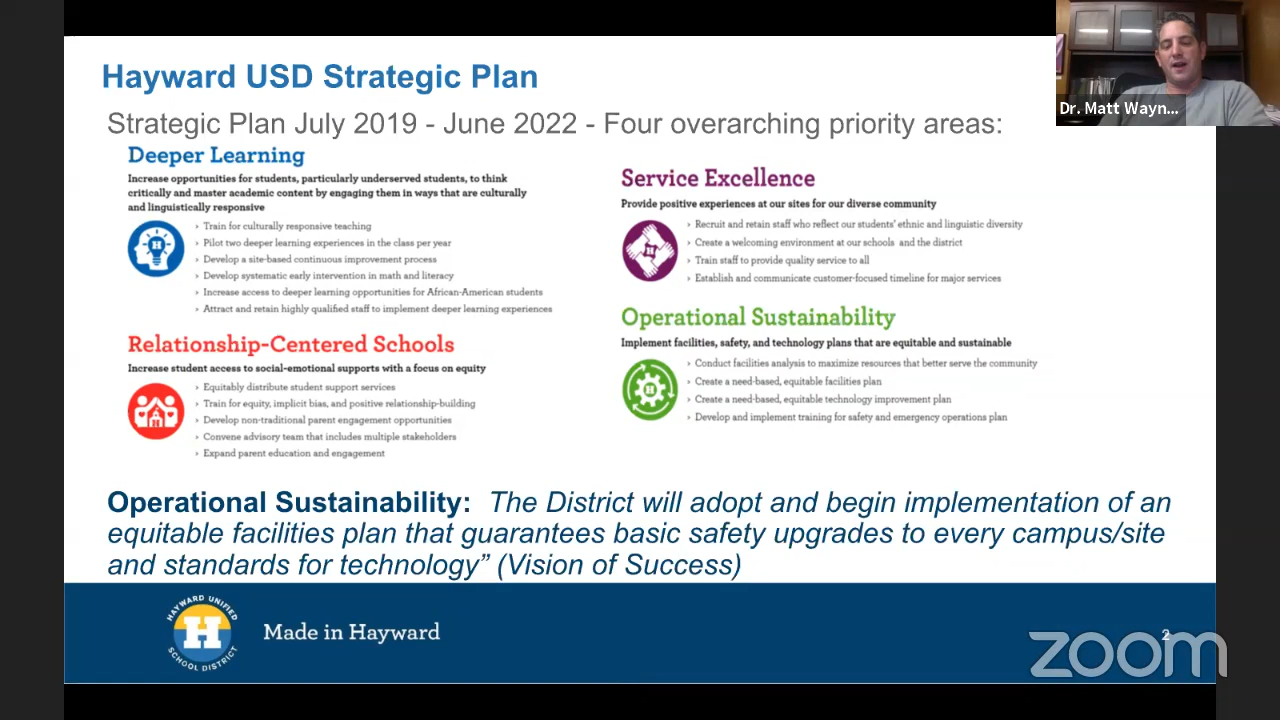 Hayward USD Strategic Plan
Strategic Plan July 2019 - June 2022 - Four overarching priority areas:
Dr. Matt Wayn...
Deeper Learning
Increase opportunities for students, particularly underserved students, to think
critically and master academic content by engaging them in ways that are culturally
and linguistically responsive
› Train for culturally responsive teaching
› Pilot two deeper learning experiences in the class per year
› Develop a site-based continuous improvement process
› Develop systematic early intervention in math and literacy
› Increase access to deeper learning opportunities for African-American students
› Attract and retain highly qualified staff to implement deeper learning experiences
Relationship-Centered Schools
Increase student access to social-emotional supports with a focus on equity
› Equitably distribute student support services
› Train for equity, implicit bias, and positive relationship-building
› Develop non-traditional parent engagement opportunities
› Convene advisory team that includes multiple stakeholders
› Expand parent education and engagement
Service Excellence
Provide positive experiences at our sites for our diverse community
› Recruit and retain staff who reflect our students' ethnic and linguistic diversity
› Create a welcoming environment at our schools and the district
› Train staff to provide quality service to all
› Establish and communicate customer-focused timeline for major services
Operational Sustainability
Implement facilities, safety, and technology plans that are equitable and sustainable
› Conduct facilities analysis to maximize resources that better serve the community
› Create a need-based, equitable facilities plan
› Create a need-based, equitable technology improvement plan
› Develop and implement training for safety and emergency operations plan
Operational Sustainability: The District will adopt and begin implementation of an
equitable facilities plan that guarantees basic safety upgrades to every campus/site
and standards for technology” (Vision of Success)
HAYWARD UNIFIED
H
SCHOOL DISTRICT
Made in Hayward
2
zoom